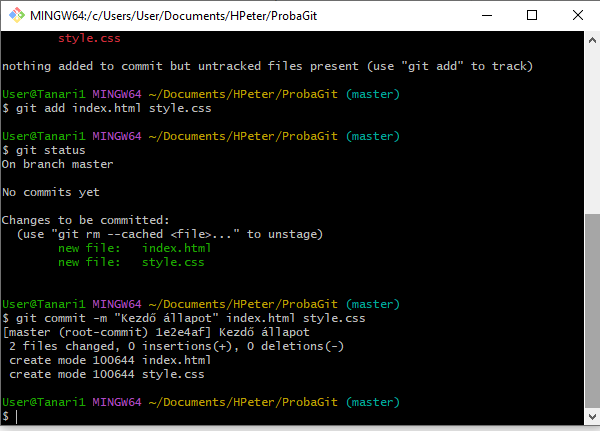 MINGW64:/c/Users/User/Documents/HPeter/ProbaGit
style.css
nothing added to commit but untracked files present (use "git add" to track)
User@Tanari1 MINGW64 ~/Documents/HPeter/ProbaGit (master)
$ git add index.html style.css
User@Tanari1 MINGW64 ~/Documents/HPeter/ProbaGit (master)
$ git status
On branch master
No commits yet
Changes to be committed:
(use "git rm --cached <file>..." to unstage)
new file:   index.html
new file:   style.css
User@Tanari1 MINGW64 ~/Documents/HPeter/ProbaGit (master)
$ git commit -m "Kezdő állapot" index.html style.css
[master (root-commit) 1e2e4af] Kezdő állapot
2 files changed, 0 insertions(+), 0 deletions(-)
create mode 100644 index.html
create mode 100644 style.css
User@Tanari1 MINGW64 ~/Documents/HPeter/ProbaGit (master)
$